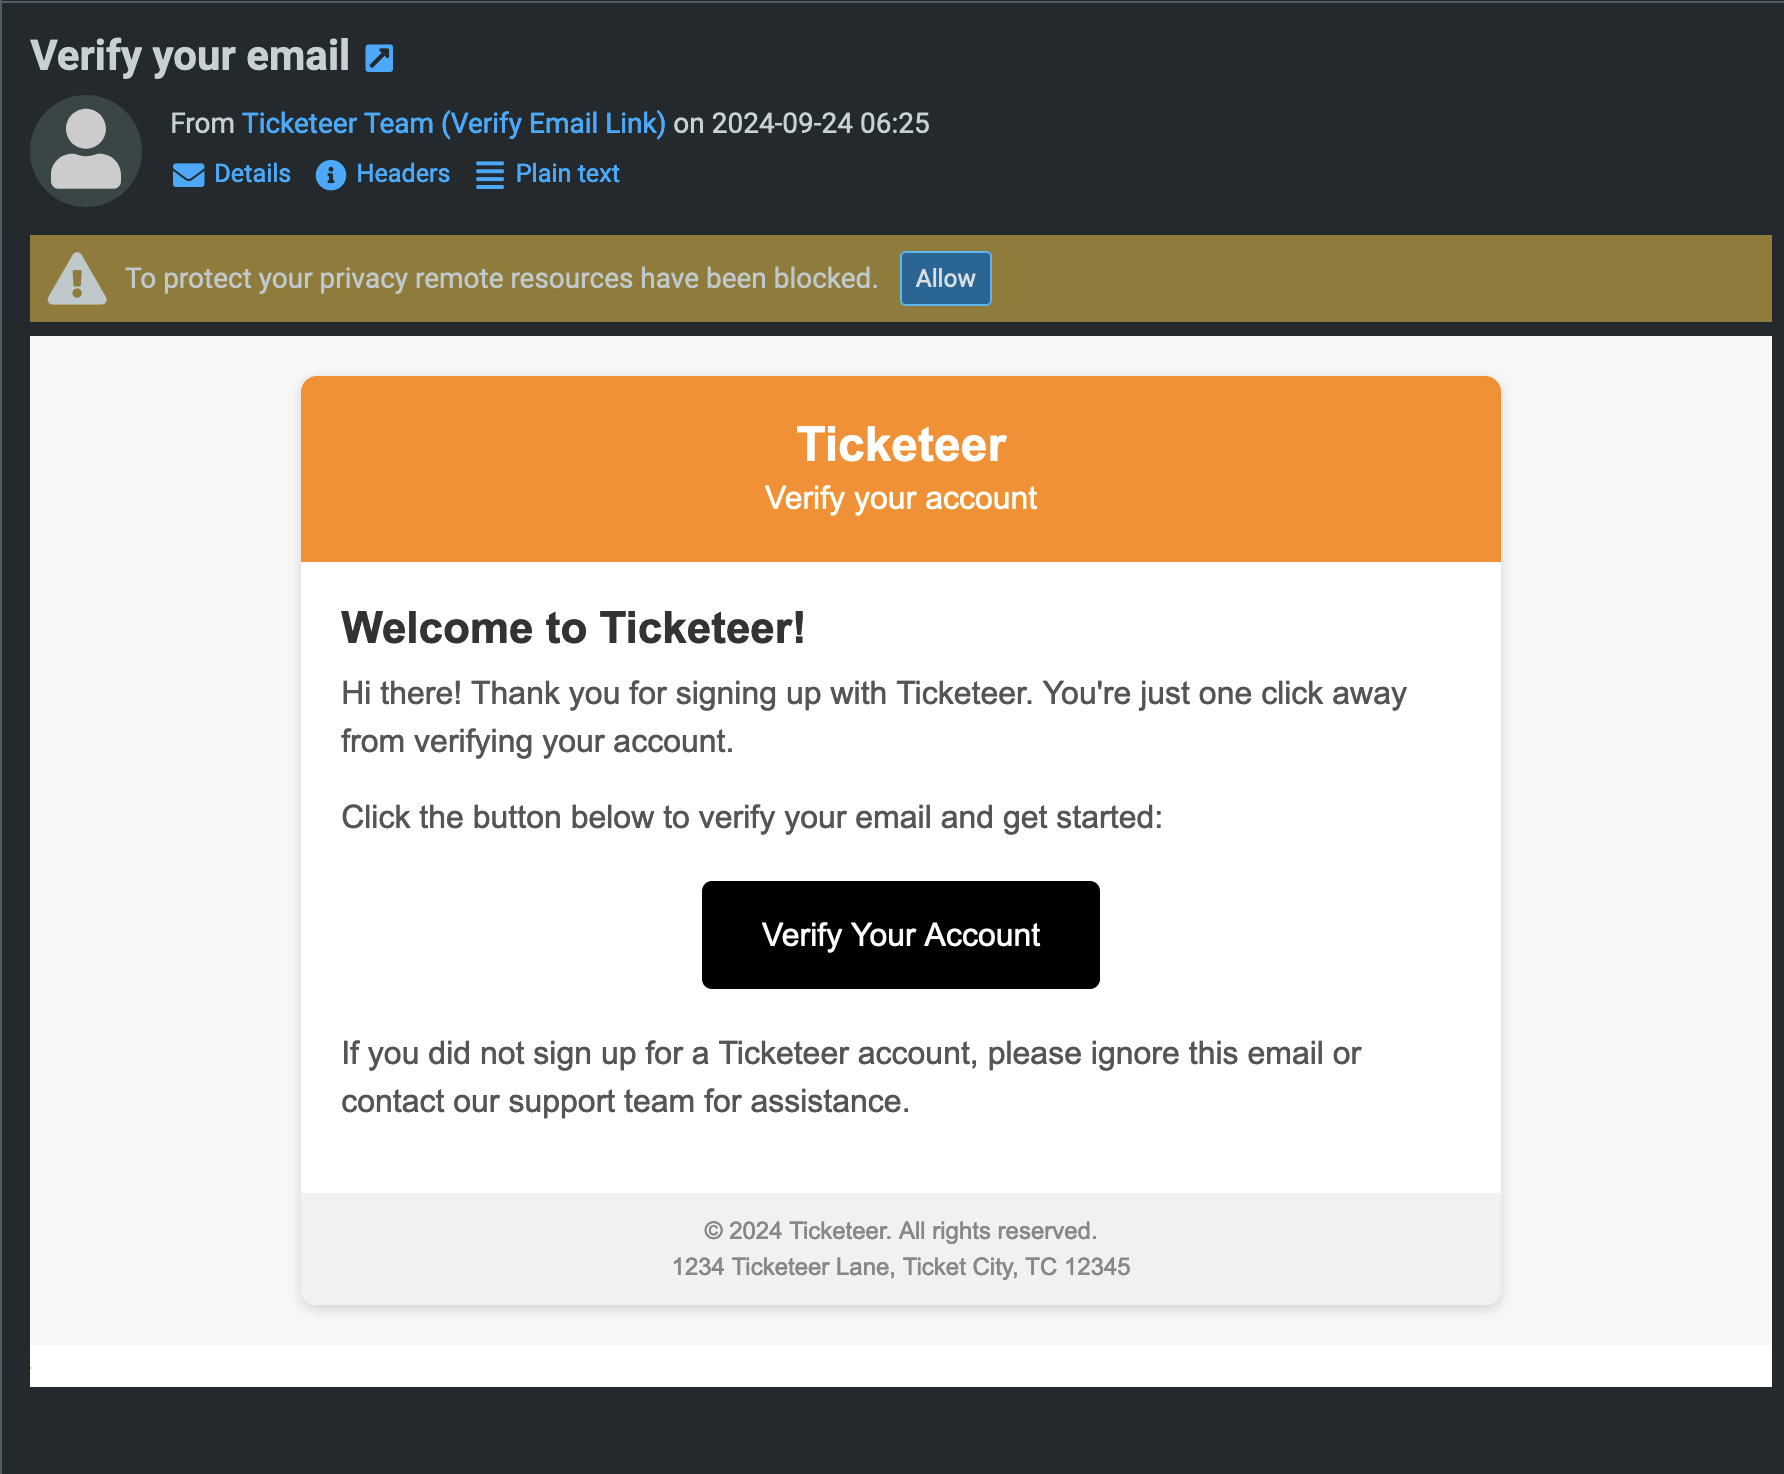 Verify your email
From Ticketeer Team (Verify Email Link) on 2024-09-24 06:25
Details Headers Plain text
To protect your privacy remote resources have been blocked. Allow
Ticketeer
Verify your account
Welcome to Ticketeer!
Hi there! Thank you for signing up with Ticketeer. You're just one click away
from verifying your account.
Click the button below to verify your email and get started:
Verify Your Account
If you did not sign up for a Ticketeer account, please ignore this email or
contact our support team for assistance.
© 2024 Ticketeer. All rights reserved.
1234 Ticketeer Lane, Ticket City, TC 12345